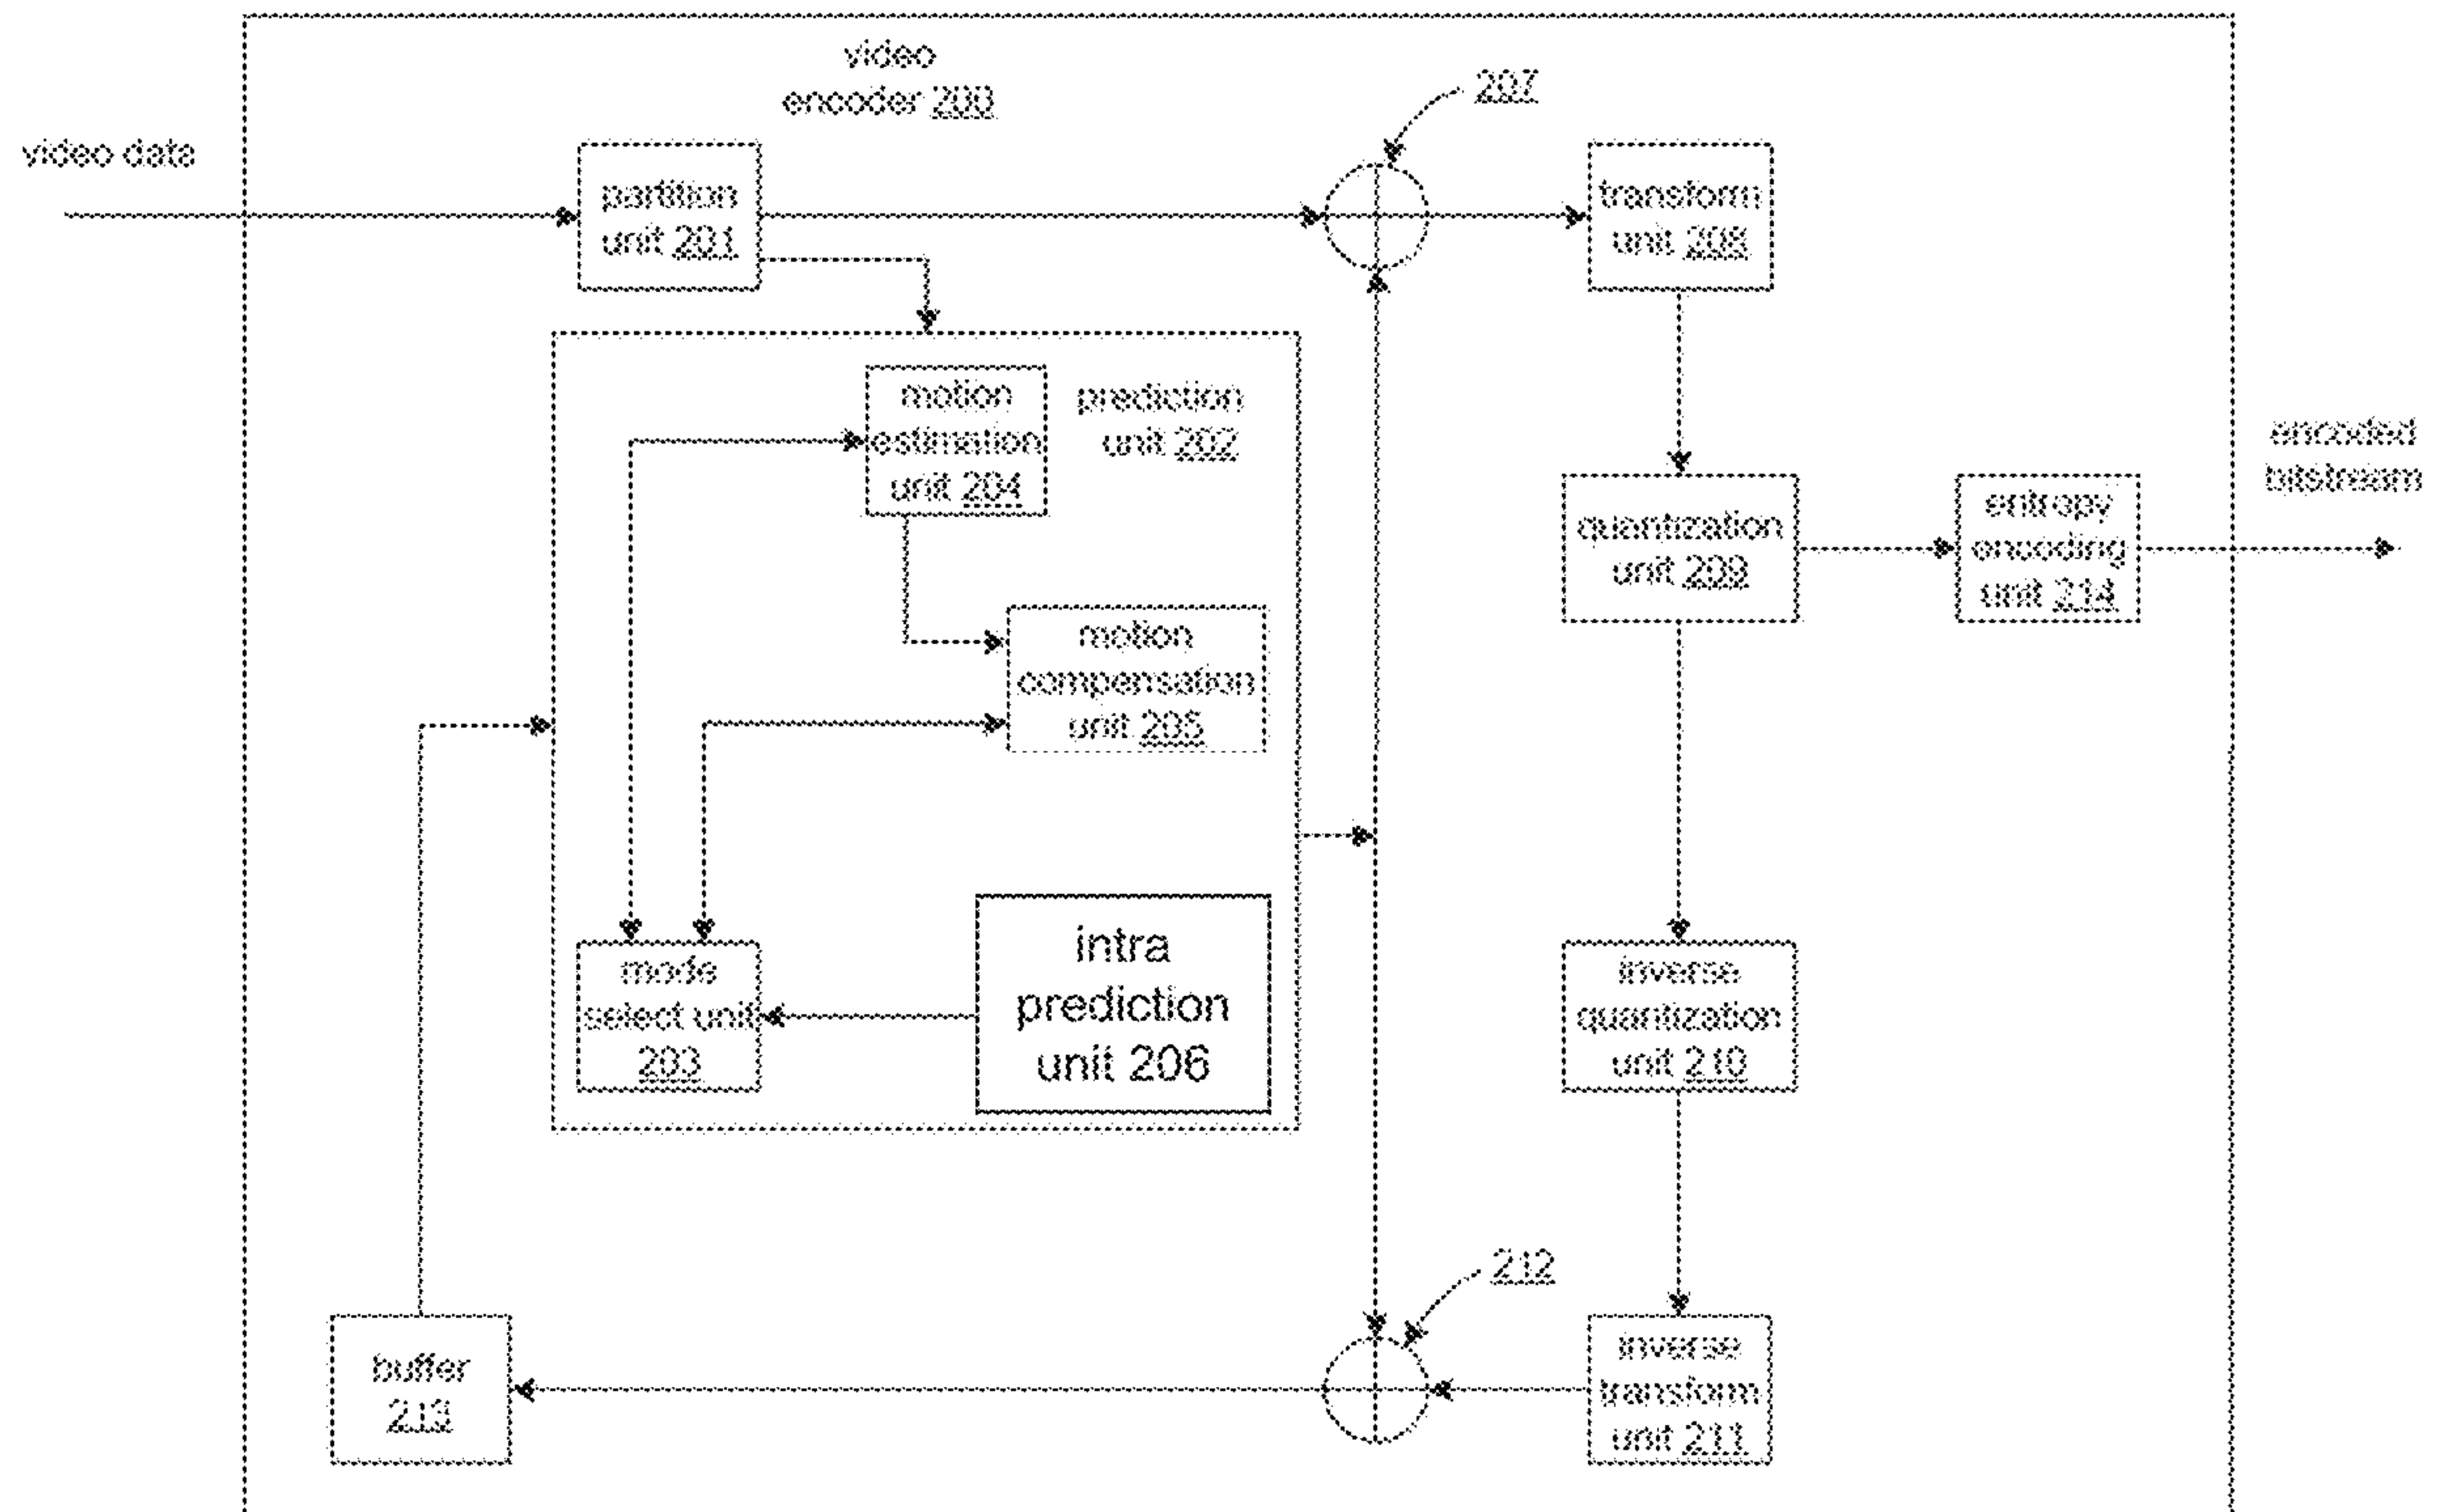 video
encoder 200
207
video data
partition
unit 201
transform
unit 208
motion
estimation
unit 204
prediction
unit 202
encoded
bitstream
quantization
unit 209
entropy
encoding
unit 214
motion
compensation
unit 205
mode
select unit
203
intra
prediction
unit 206
inverse
quantization
unit 210
212
buffer
213
inverse
transform
unit 211